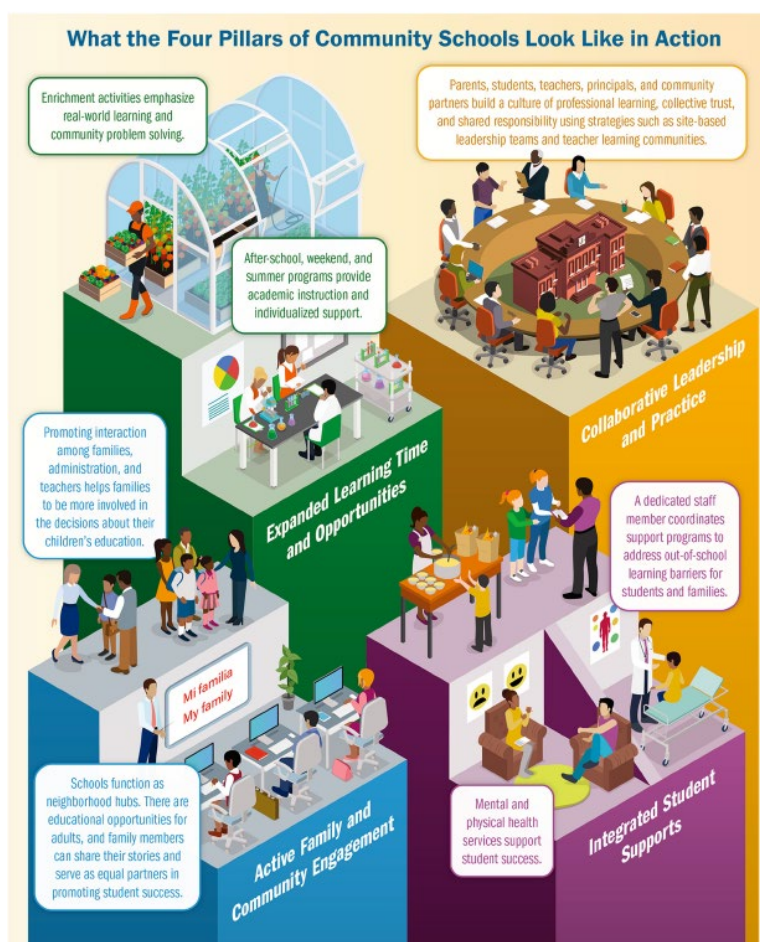 What the Four Pillars of Community Schools Look Like in Action
Enrichment activities emphasize
real-world learning and
community problem solving.
Parents, students, teachers, principals, and community
partners build a culture of professional learning, collective trust,
and shared responsibility using strategies such as site-based
leadership teams and teacher learning communities.
After-school, weekend, and
summer programs provide
academic instruction and
individualized support.
Collaborative Leadership
and Practice
Expanded Learning Time
and Opportunities
Promoting interaction
among families,
administration, and
teachers helps families
to be more involved in
the decisions about their
children's education.
A dedicated staff
member coordinates
support programs to
address out-of-school
learning barriers for
students and families.
Mi familia
My family
Schools function as
neighborhood hubs. There are
educational opportunities for
adults, and family members
can share their stories and
serve as equal partners in
promoting student success.
Active Family and
Community Engagement
Mental and
physical health
services support
student success.
Integrated Student
Supports